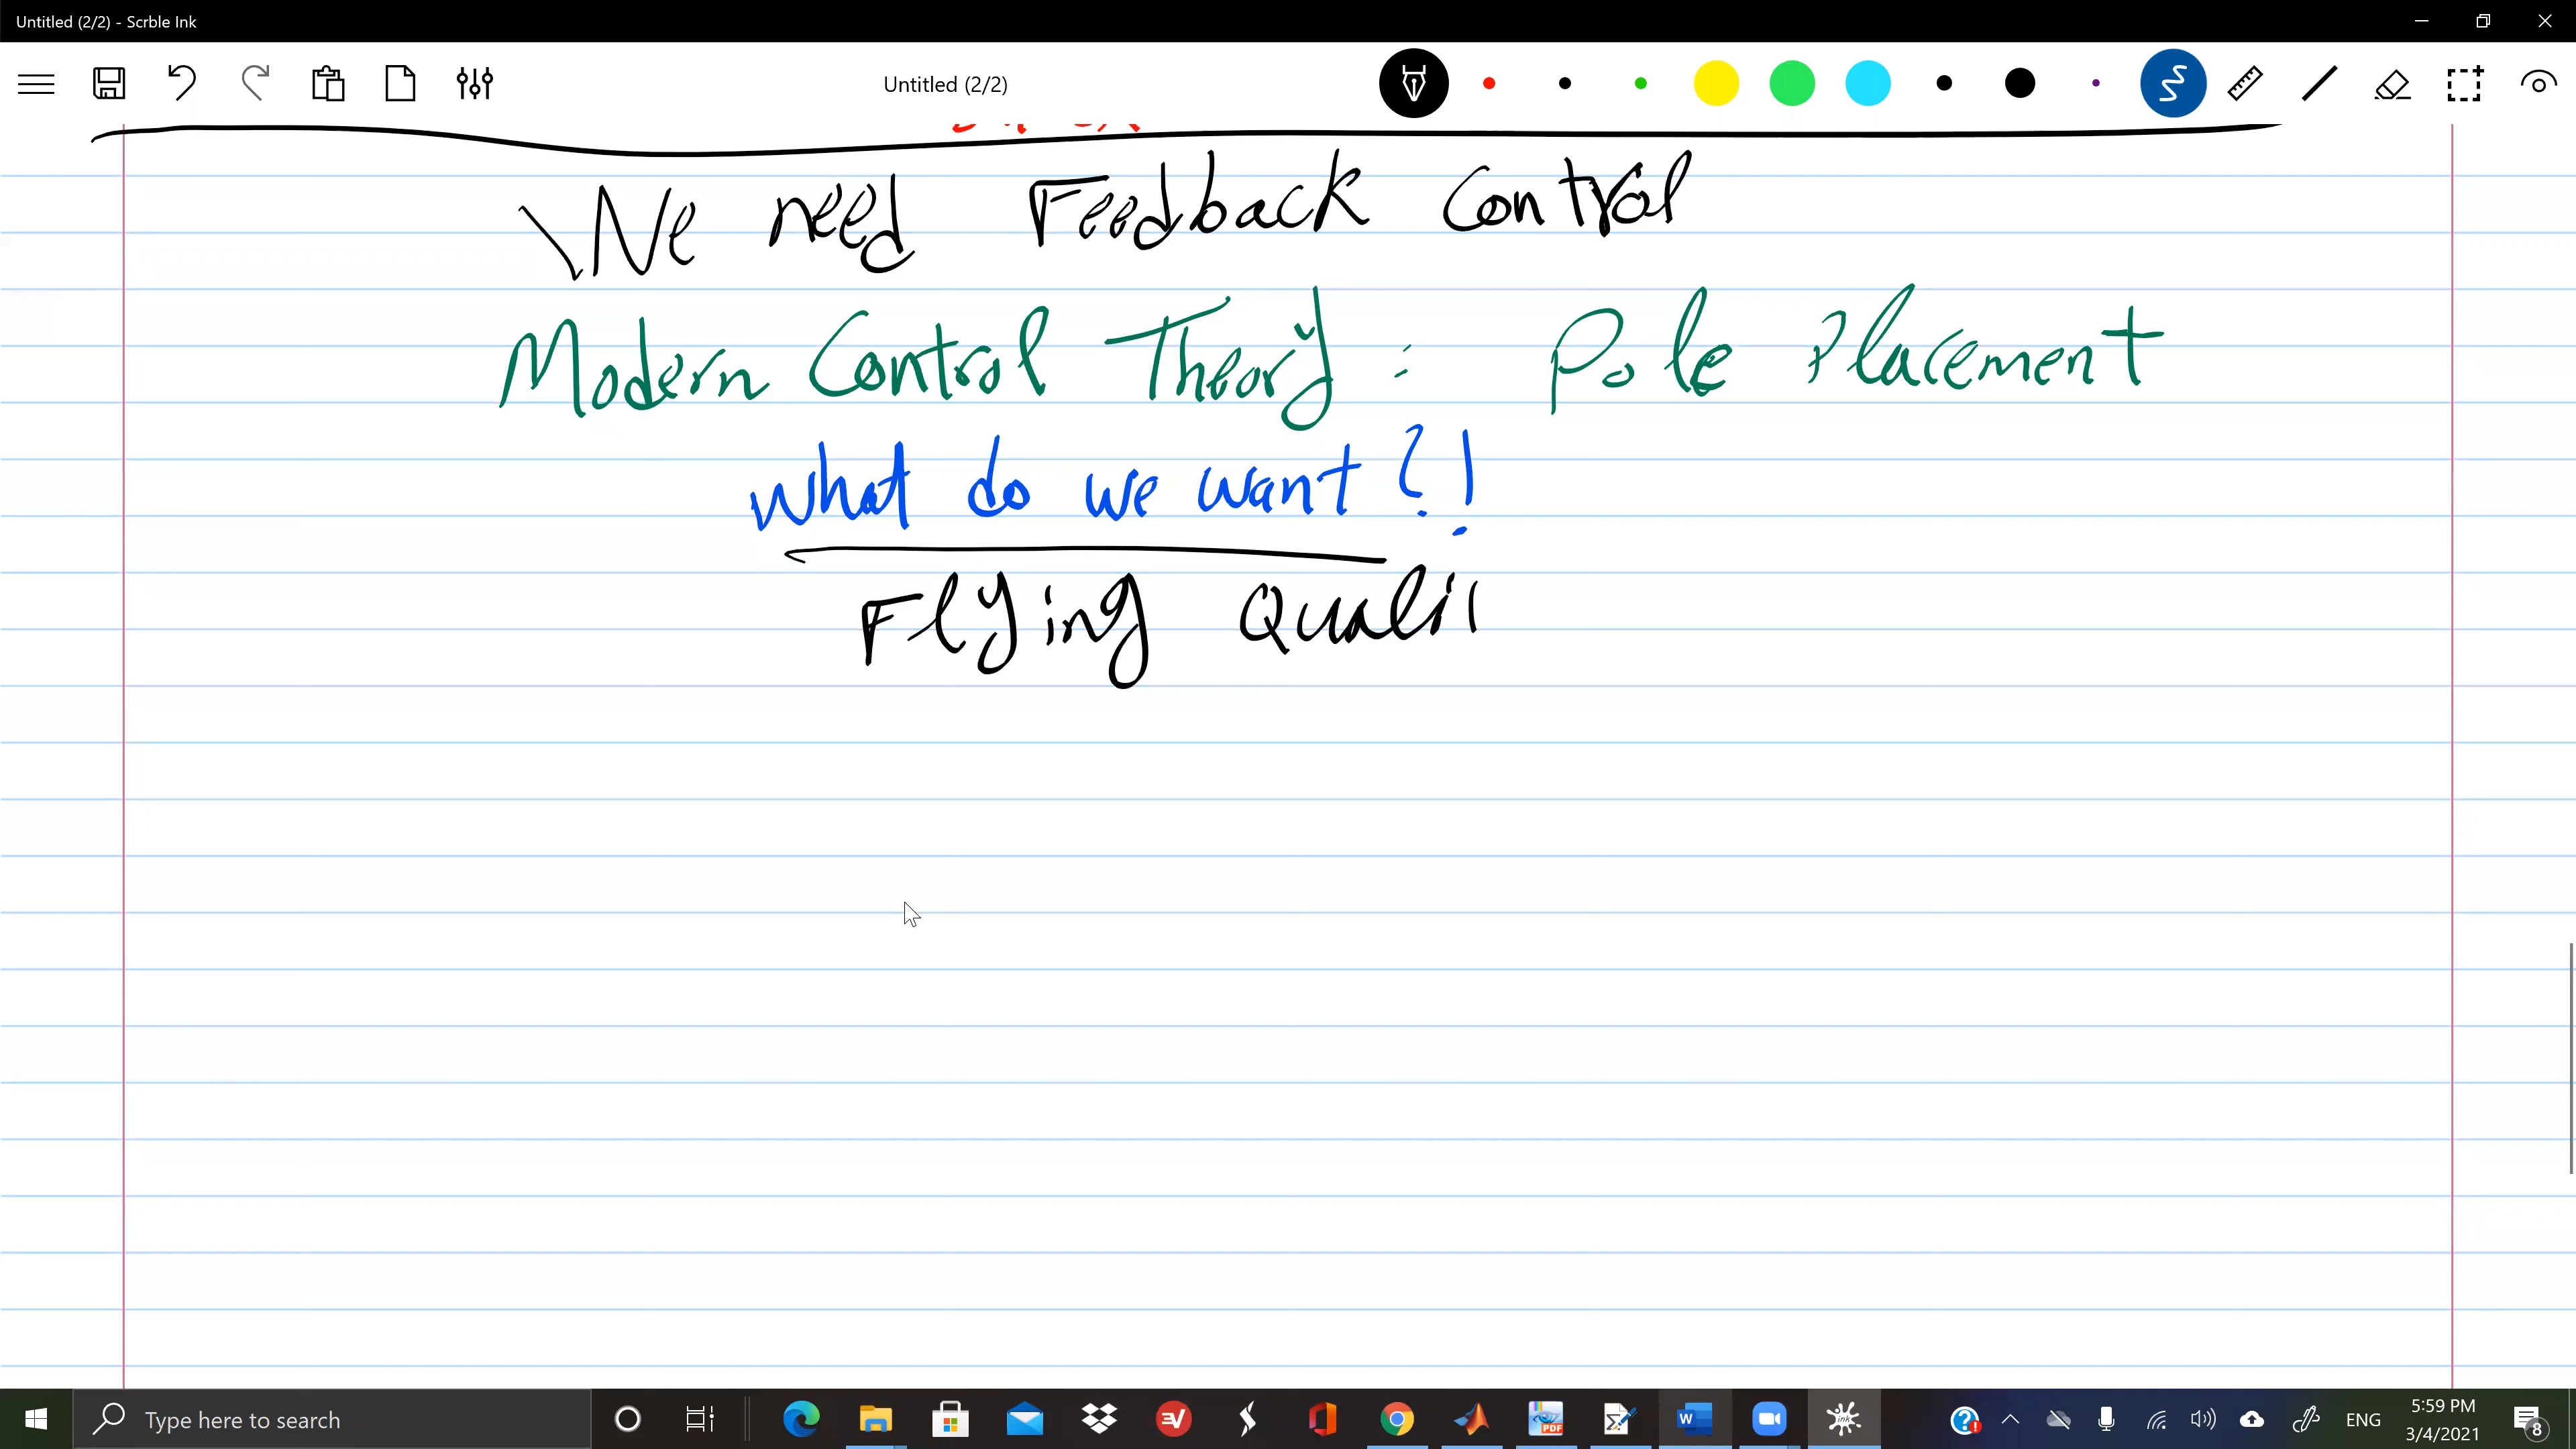 Untitled (2/2) - Scrble Ink
Untitled (2/2)
We need Feedback Control
Modern Control Theory : Pole Placement
What do we want ?!
Flying Quali
Type here to search
ENG
5:59 PM
3/4/2021
8